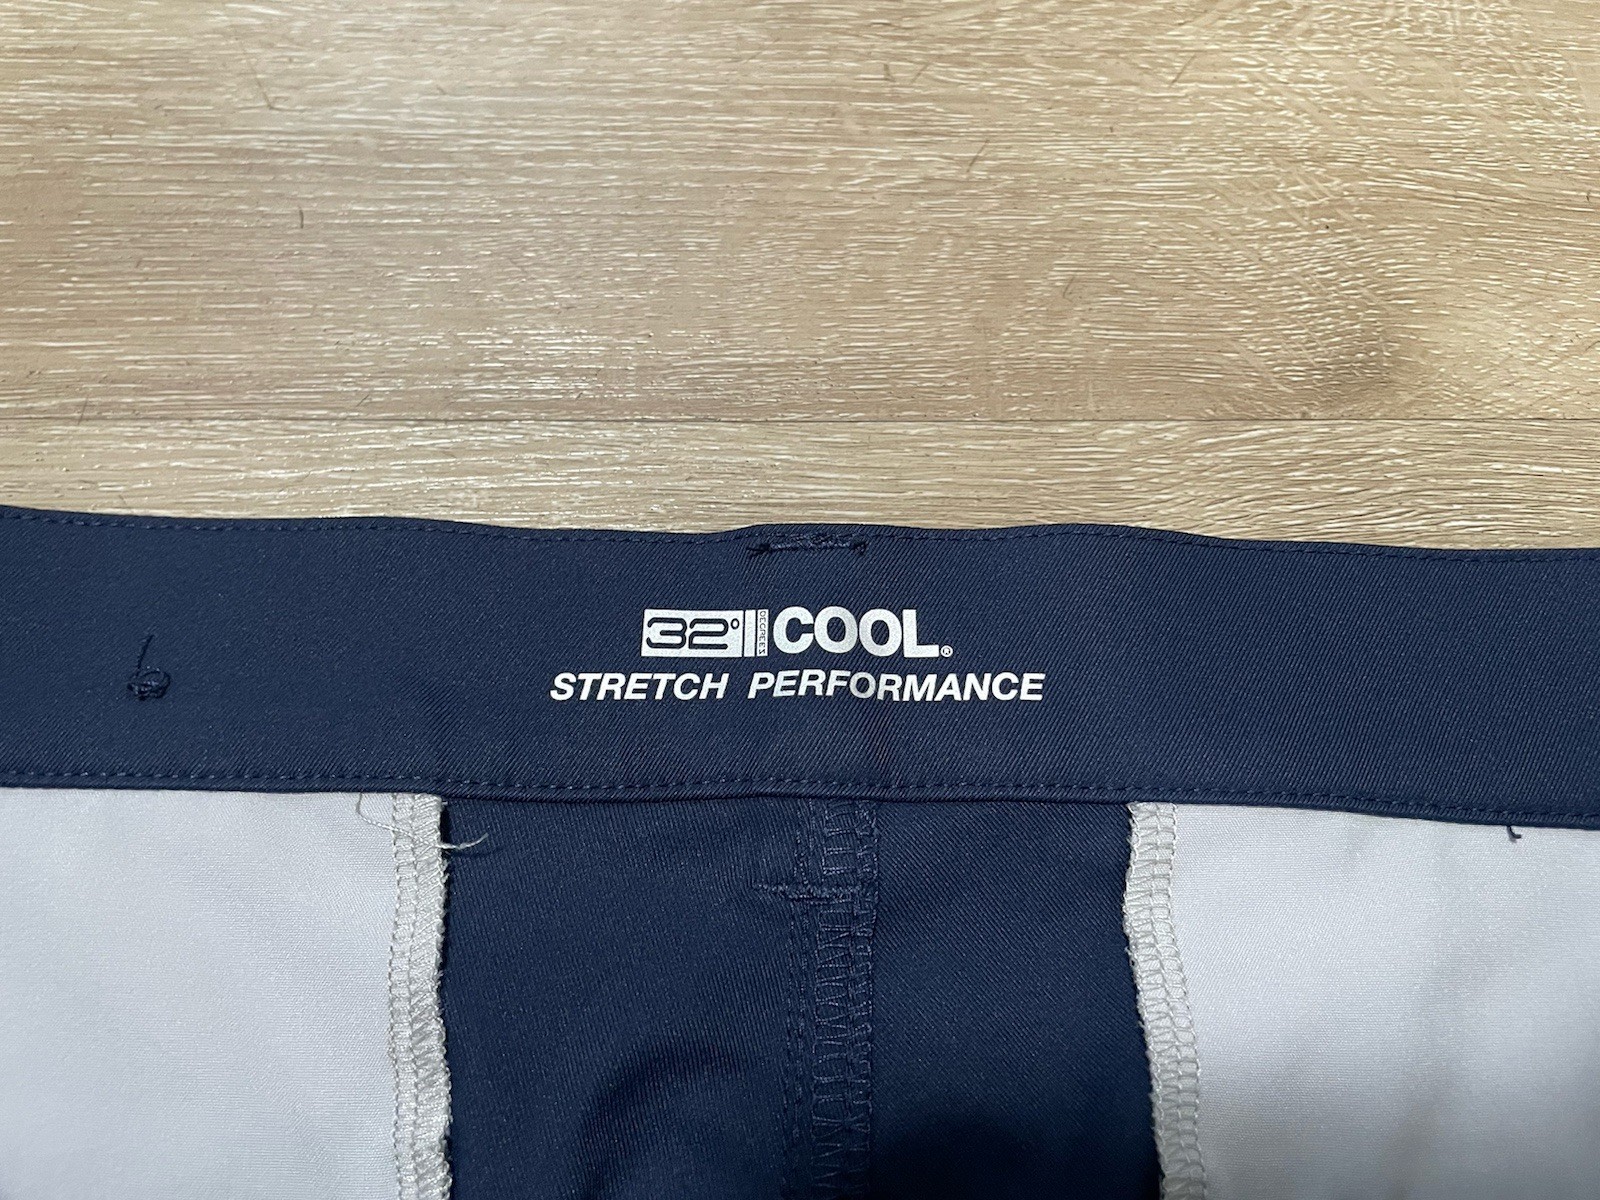 32° DEGREES COOL®
STRETCH PERFORMANCE